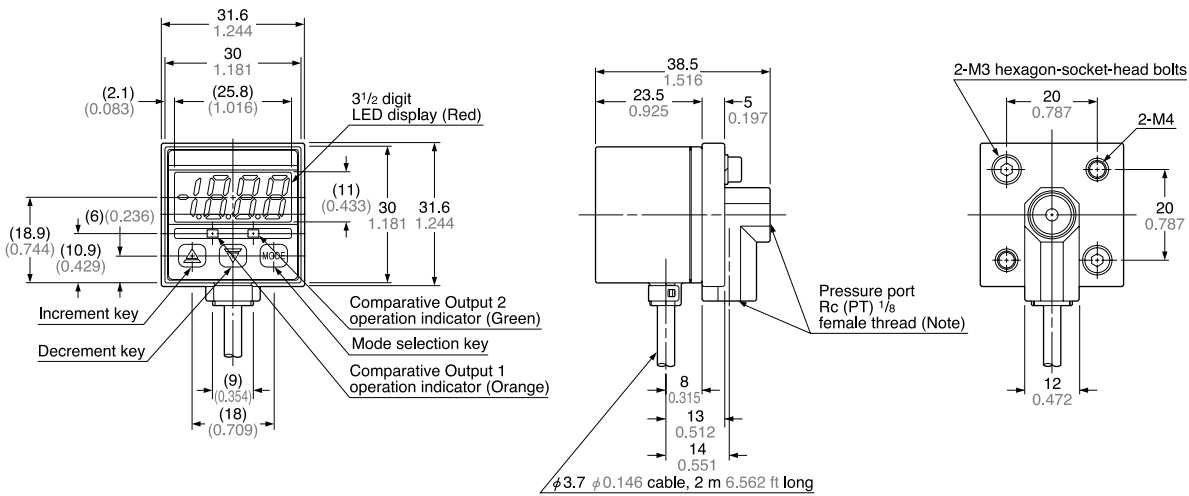 31.6
1.244
30
1.181
(2.1)
(0.083)
(25.8)
(1.016)
3 1/2 digit
LED display (Red)
-1.8.8.8
(11)
(0.433)
30
1.181
31.6
1.244
(6)(0.236)
(18.9)
(0.744)
(10.9)
(0.429)
MODE
Increment key
Decrement key
Comparative Output 2
operation indicator (Green)
Mode selection key
Comparative Output 1
operation indicator (Orange)
(9)
(0.354)
(18)
(0.709)
38.5
1.516
23.5
0.925
5
0.197
Pressure port
Rc (PT) 1/8
female thread (Note)
8
0.315
13
0.512
14
0.551
φ3.7 φ0.146 cable, 2 m 6.562 ft long
2-M3 hexagon-socket-head bolts
20
0.787
2-M4
20
0.787
12
0.472